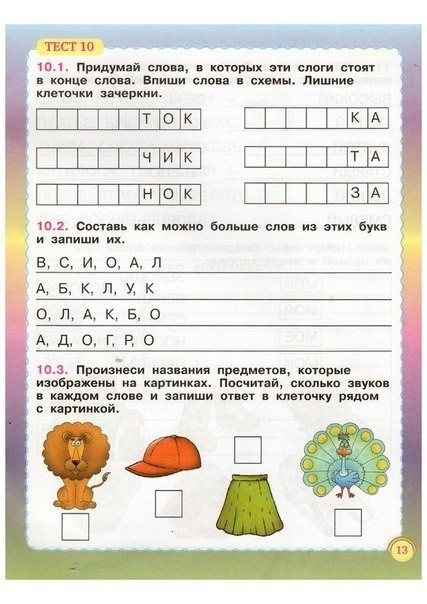 ТЕСТ 10
10.1. Придумай слова, в которых эти слоги стоят
в конце слова. Впиши слова в схемы. Лишние
клеточки зачеркни.
ТОК КА
ЧИК ТА
НОК ЗА
10.2. Составь как можно больше слов из этих букв
и запиши их.
В, С, И, О, А, Л
А, Б, К, Л, У, К
О, Л, А, К, Б, О
А, Д, О, Г, Р, О
10.3. Произнеси названия предметов, которые
изображены на картинках. Посчитай, сколько звуков
в каждом слове и запиши ответ в клеточку рядом
с картинкой.
13